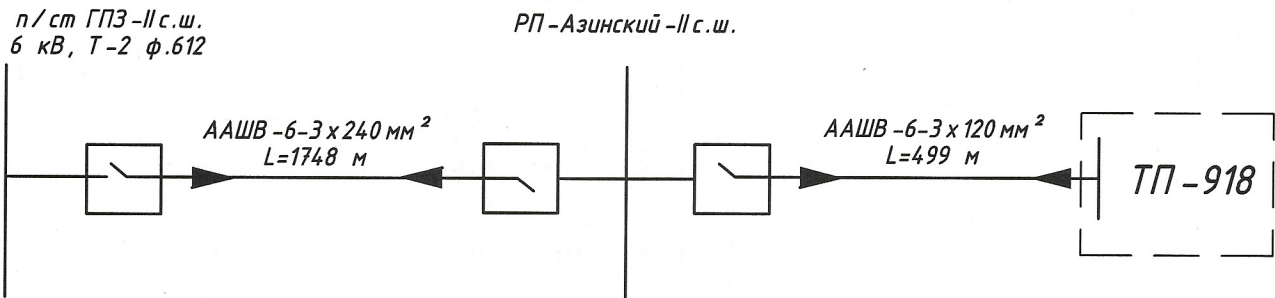 п/ст ГПЗ-II с.ш.
6 кВ, Т-2 ф.612
РП-Азинский-II с.ш.
ААШВ-6-3х240 мм²
L=1748 м
ААШВ-6-3х120 мм²
L=499 м
ТП-918